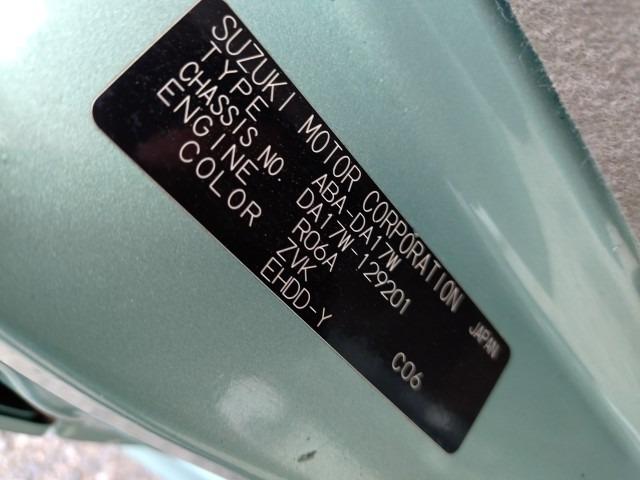 SUZUKI MOTOR CORPORATION JAPAN
TYPE ABA-DA17W
CHASSIS NO. DA17W-129201
ENGINE R06A
COLOR ZVK
EHDD-Y C06